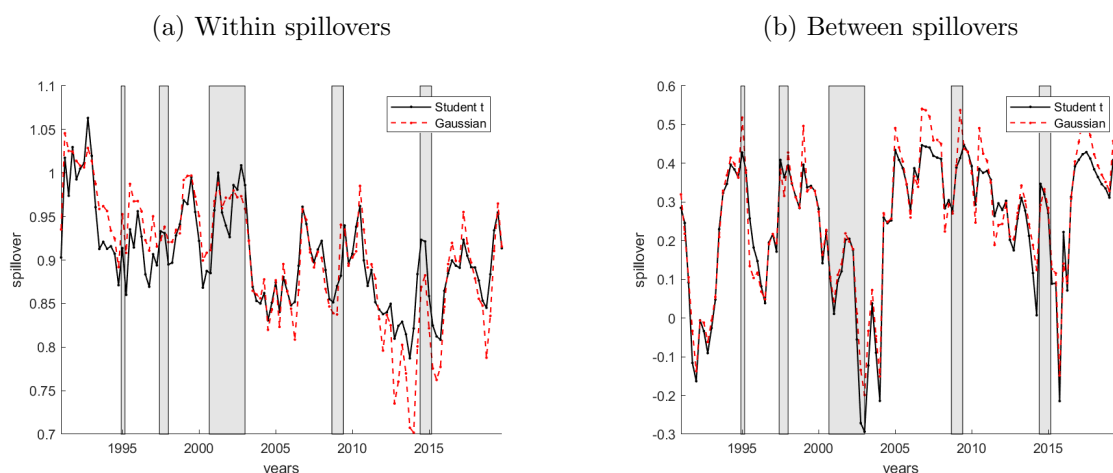 (a) Within spillovers
(b) Between spillovers
1.1
1.05
1
0.95
0.9
0.85
0.8
0.75
0.7
spillover
Student t
Gaussian
1995
2000
2005
2010
2015
years
0.6
0.5
0.4
0.3
0.2
0.1
0
-0.1
-0.2
-0.3
spillover
Student t
Gaussian
1995
2000
2005
2010
2015
years